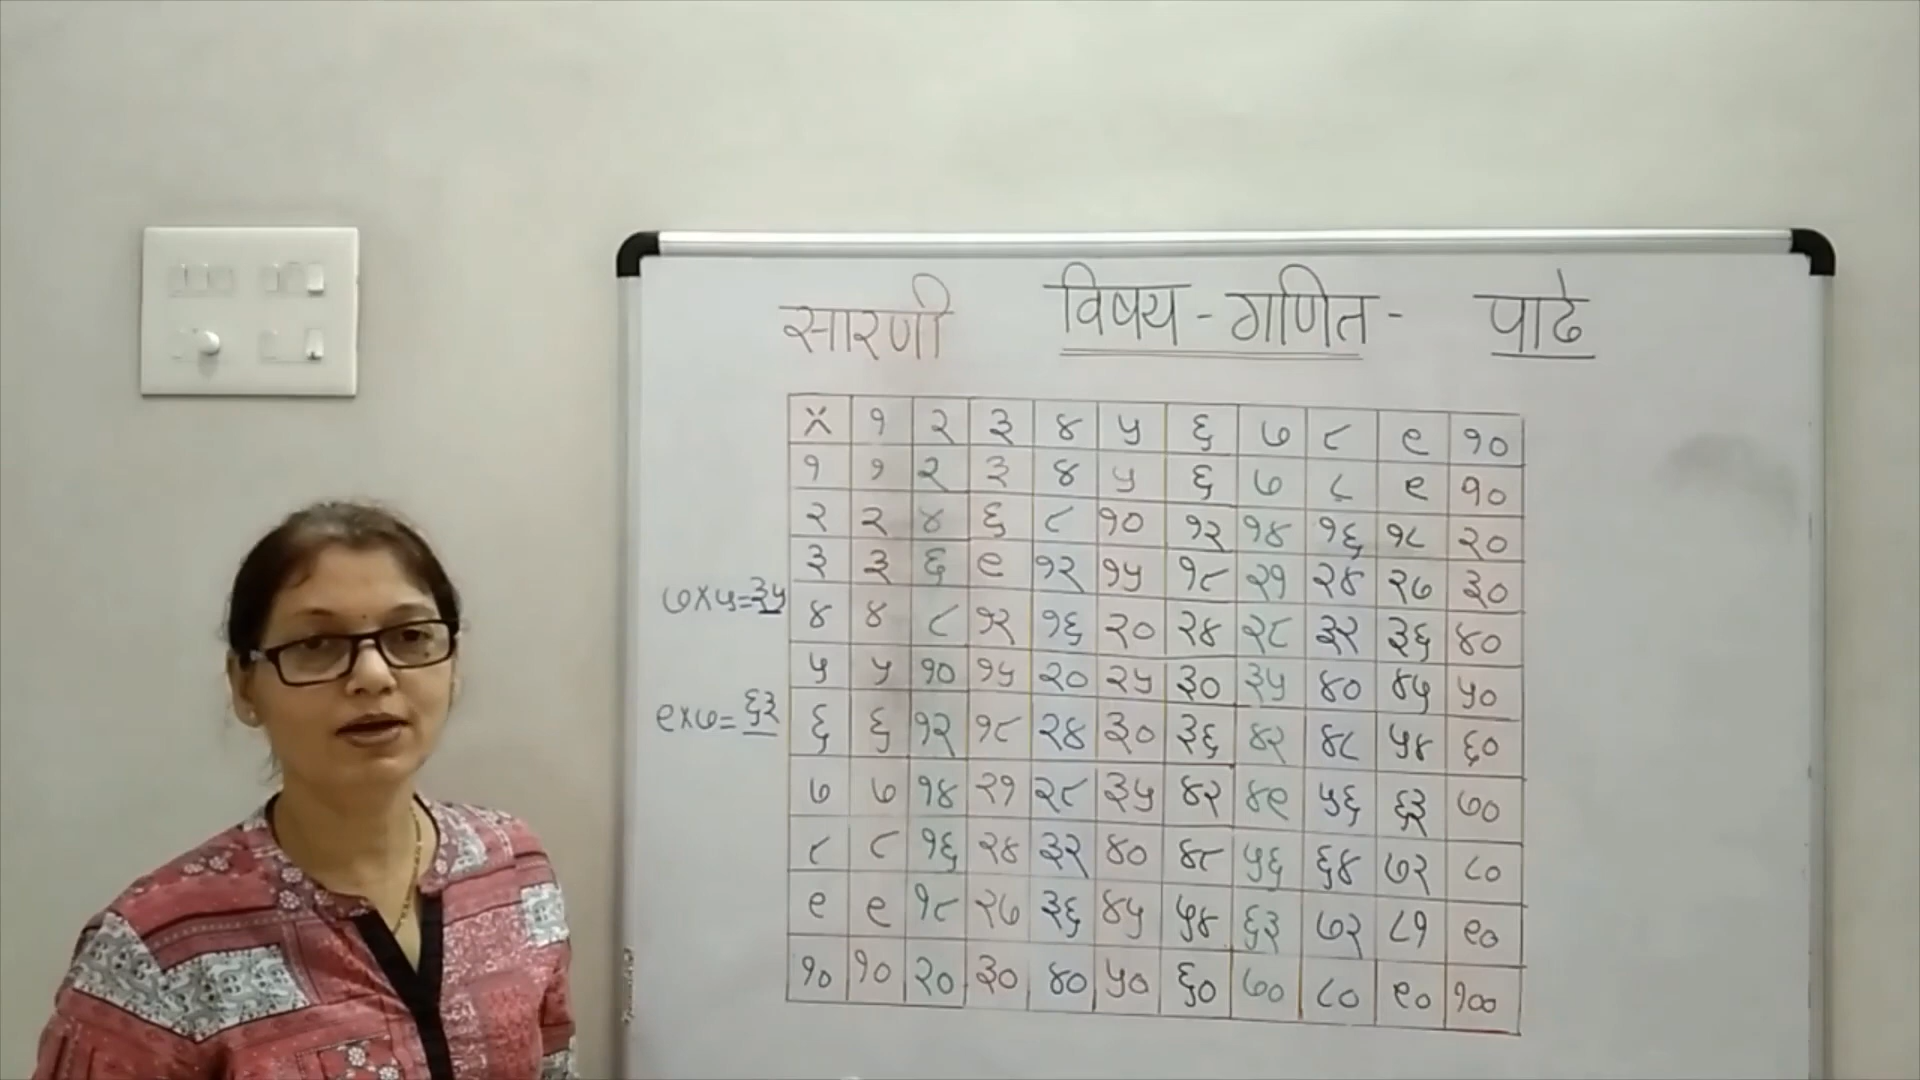 सारणी विषय - गणित - पाढे
X १ २ ३ ४ ५ ६ ७ ८ ९ १०
१ १ २ ३ ४ ५ ६ ७ ८ ९ १०
२ २ ४ ६ ८ १० १२ १४ १६ १८ २०
३ ३ ६ ९ १२ १५ १८ २१ २४ २७ ३०
७X५=३५
४ ४ ८ १२ १६ २० २४ २८ ३२ ३६ ४०
५ ५ १० १५ २० २५ ३० ३५ ४० ४५ ५०
९X७=६३
६ ६ १२ १८ २४ ३० ३६ ४२ ४८ ५४ ६०
७ ७ १४ २१ २८ ३५ ४२ ४९ ५६ ६३ ७०
८ ८ १६ २४ ३२ ४० ४८ ५६ ६४ ७२ ८०
९ ९ १८ २७ ३६ ४५ ५४ ६३ ७२ ८१ ९०
१० १० २० ३० ४० ५० ६० ७० ८० ९० १००